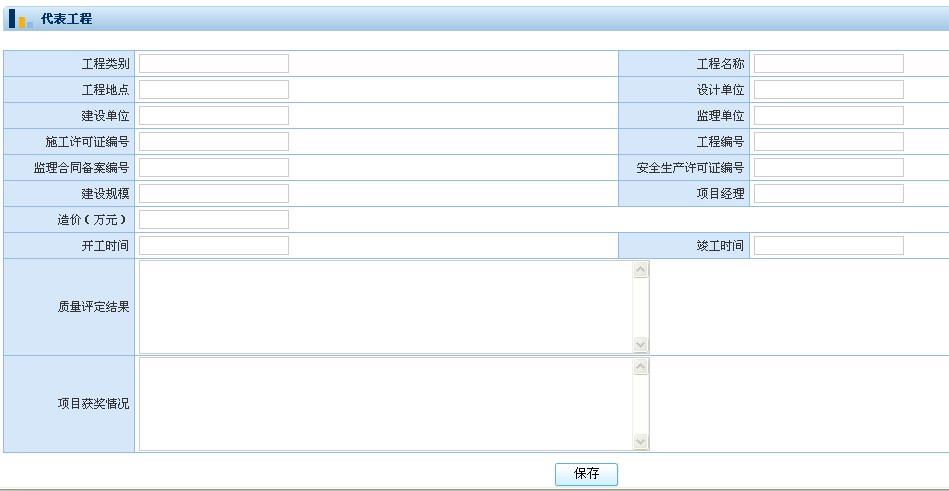 代表工程
工程类别 工程名称
工程地点 设计单位
建设单位 监理单位
施工许可证编号 工程编号
监理合同备案编号 安全生产许可证编号
建设规模 项目经理
造价（万元）
开工时间 竣工时间
质量评定结果
项目获奖情况
保存